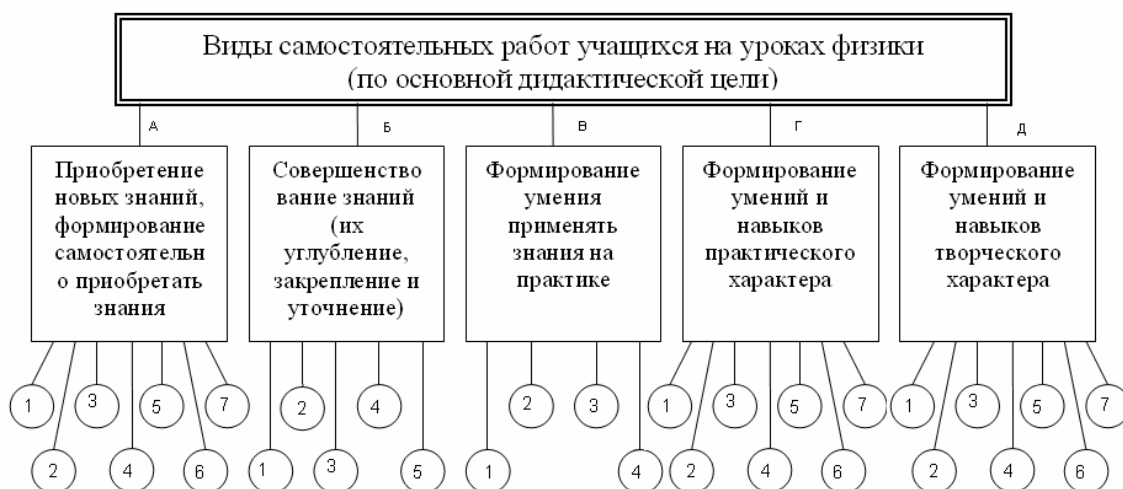 Виды самостоятельных работ учащихся на уроках физики
(по основной дидактической цели)
А
Б
В
Г
Д
Приобретение
новых знаний,
формирование
самостоятельн
о приобретать
знания
Совершенство
вание знаний
(их
углубление,
закрепление и
уточнение)
Формирование
умения
применять
знания на
практике
Формирование
умений и
навыков
практического
характера
Формирование
умений и
навыков
творческого
характера
1 3 5 7 2 4 2 3 1 3 5 7 1 3 5 7
2 4 6 1 3 5 1 4 2 4 6 2 4 6